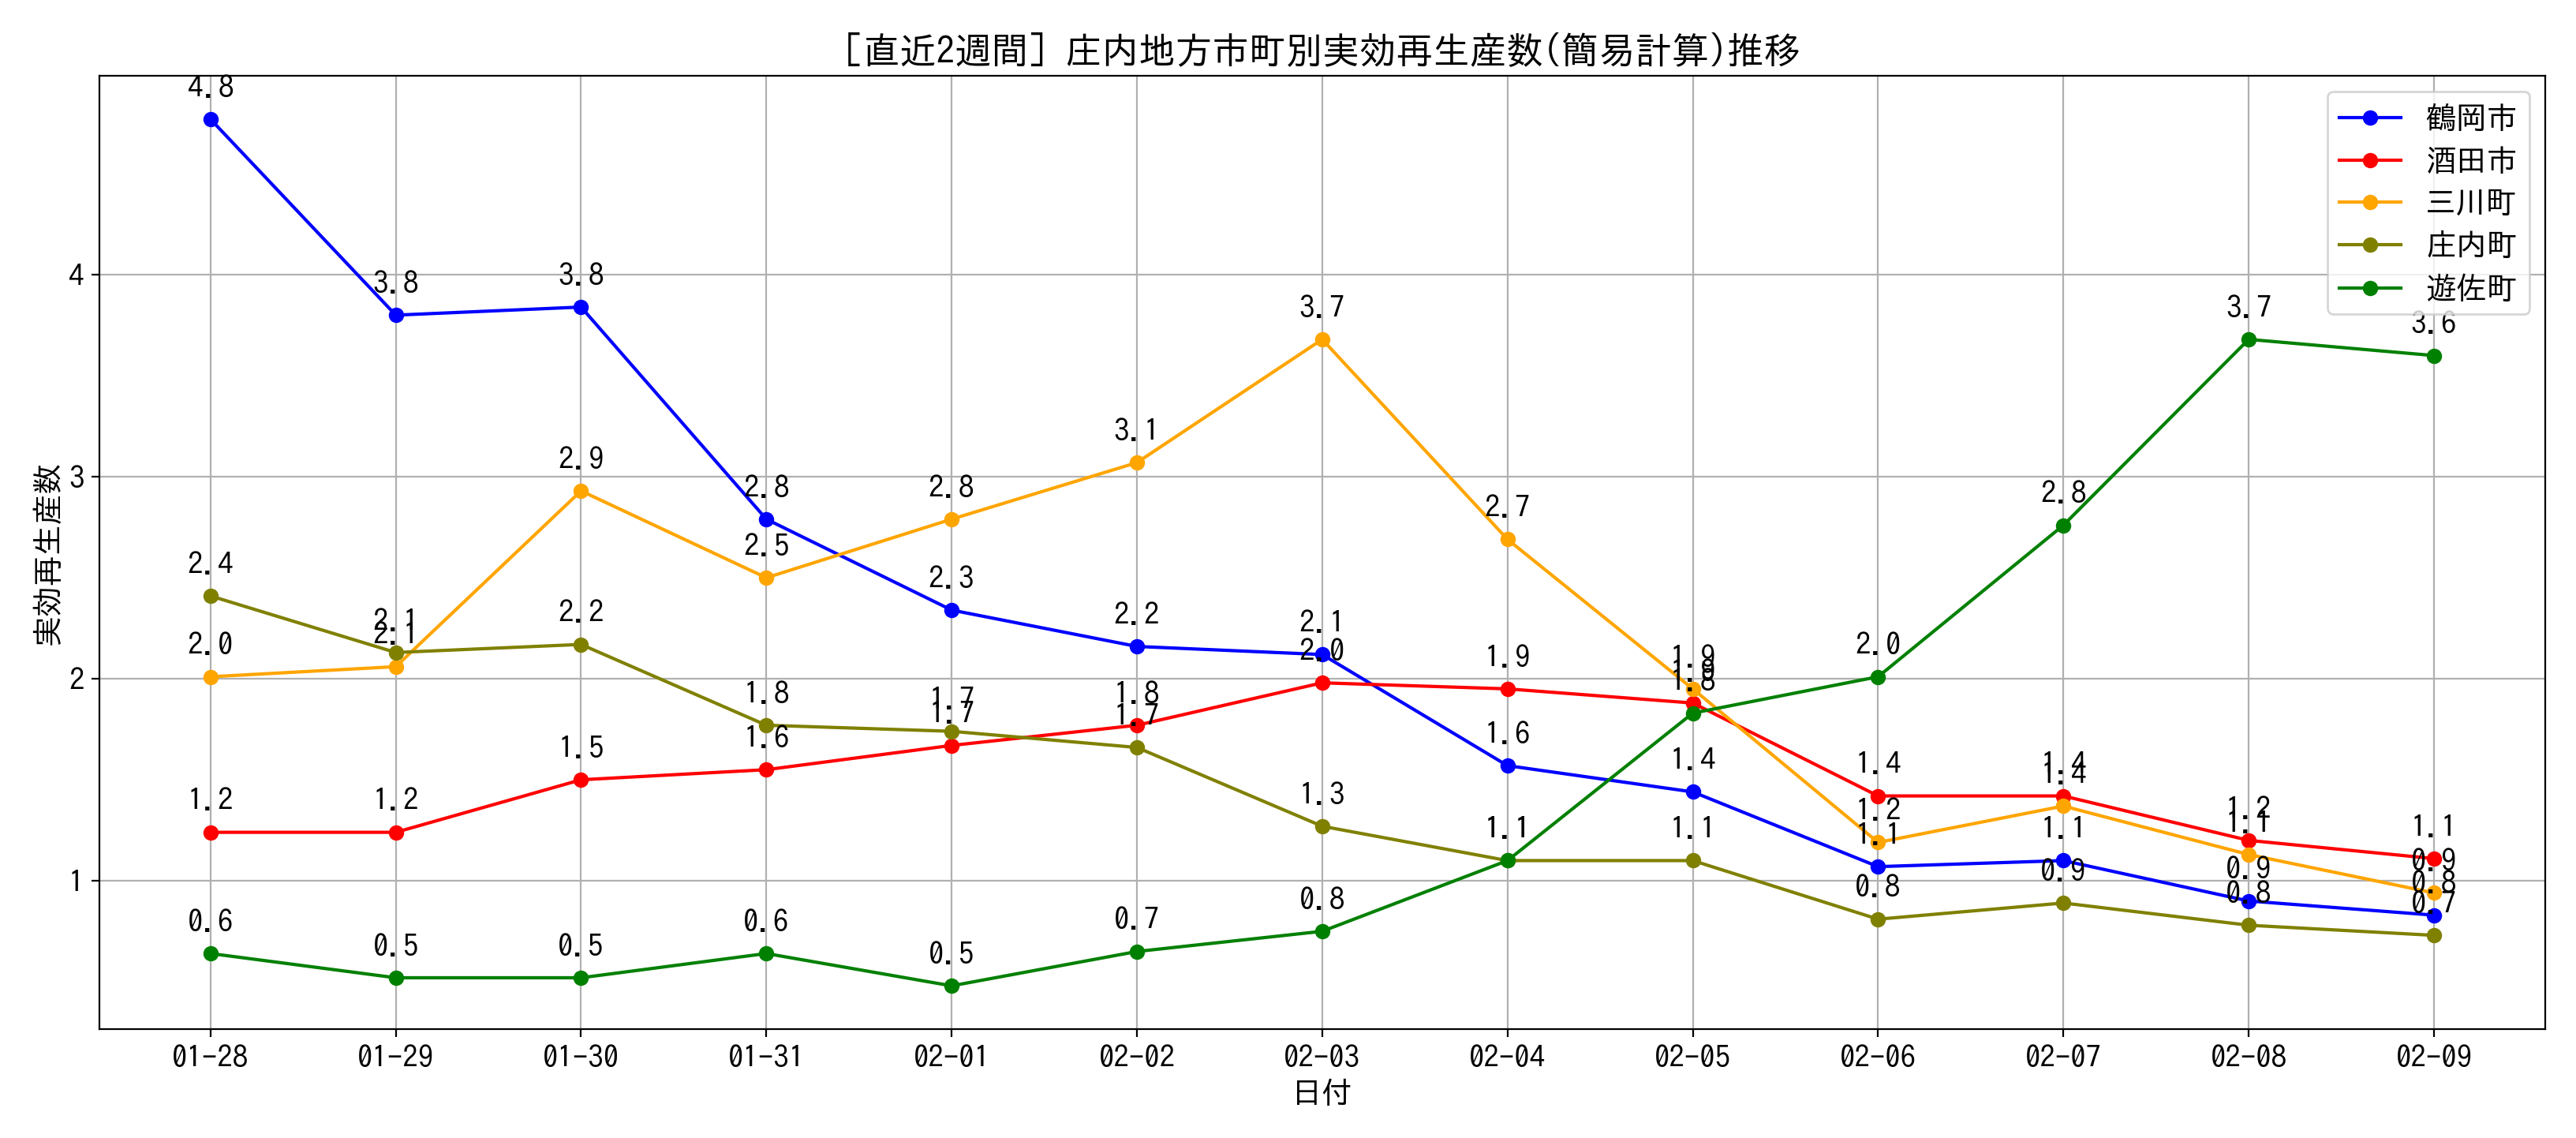 ［直近2週間］庄内地方市町別実効再生産数(簡易計算)推移
鶴岡市
酒田市
三川町
庄内町
遊佐町
実効再生産数
4
3
2
1
4.8 3.8 3.8 2.8 2.3 2.2 2.1 1.6 1.4 1.1 1.1 0.9 0.8
1.2 1.2 1.5 1.6 1.7 1.8 2.0 1.9 1.9 1.4 1.4 1.2 1.1
2.0 2.1 2.9 2.5 2.8 3.1 3.7 2.7 1.9 1.2 1.4 1.1 0.9
2.4 2.1 2.2 1.8 1.7 1.7 1.3 1.1 1.1 0.8 0.9 0.8 0.7
0.6 0.5 0.5 0.6 0.5 0.7 0.8 1.1 1.8 2.0 2.8 3.7 3.6
01-28 01-29 01-30 01-31 02-01 02-02 02-03 02-04 02-05 02-06 02-07 02-08 02-09
日付